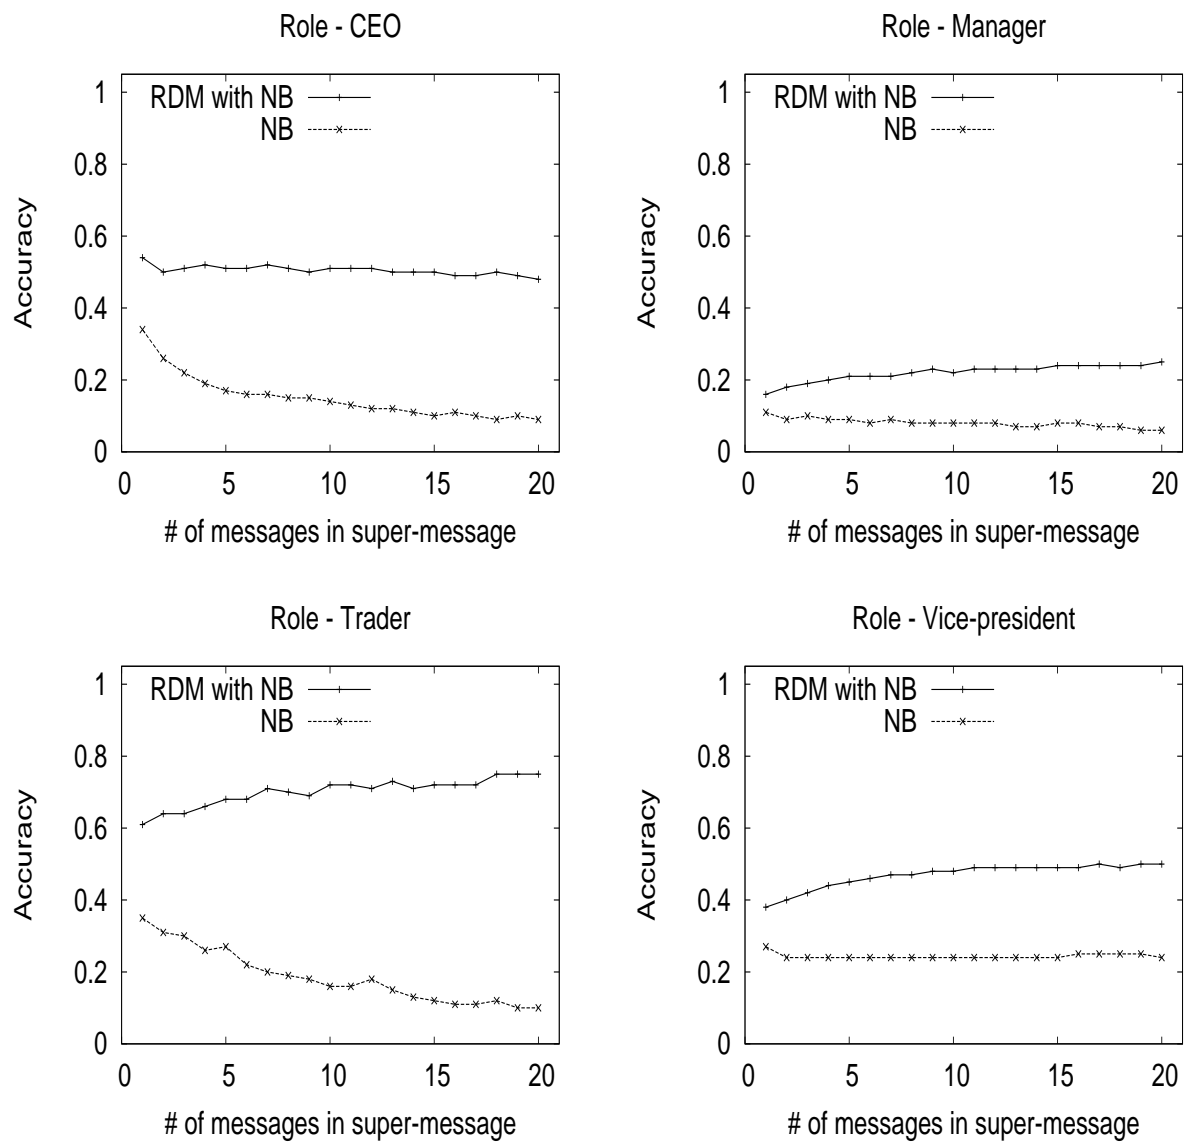 Role - CEO
Accuracy
1
0.8
0.6
0.4
0.2
0
RDM with NB
NB
0 5 10 15 20
# of messages in super-message
Role - Manager
Accuracy
1
0.8
0.6
0.4
0.2
0
RDM with NB
NB
0 5 10 15 20
# of messages in super-message
Role - Trader
Accuracy
1
0.8
0.6
0.4
0.2
0
RDM with NB
NB
0 5 10 15 20
# of messages in super-message
Role - Vice-president
Accuracy
1
0.8
0.6
0.4
0.2
0
RDM with NB
NB
0 5 10 15 20
# of messages in super-message